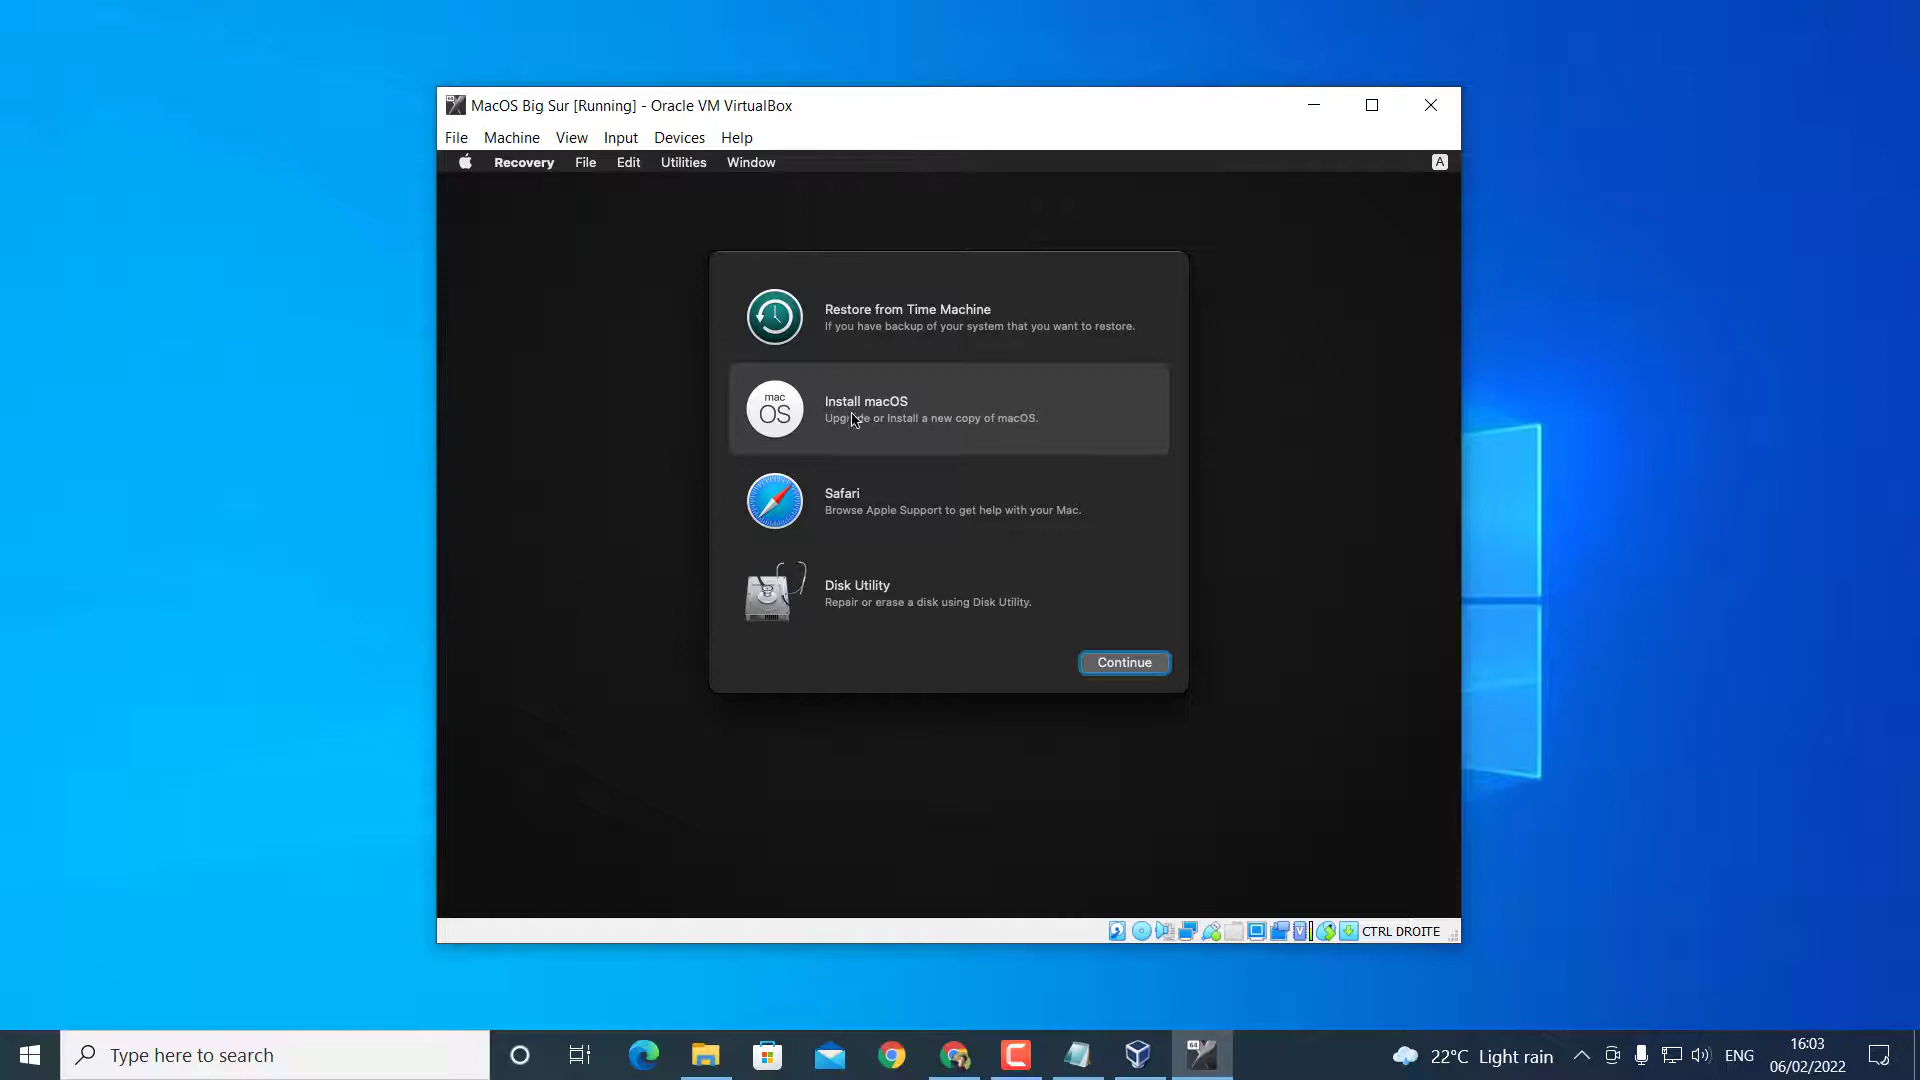 MacOS Big Sur [Running] - Oracle VM VirtualBox
File Machine View Input Devices Help
Recovery File Edit Utilities Window
A
Restore from Time Machine
If you have backup of your system that you want to restore.
mac
OS
Install macOS
Upgrade or Install a new copy of macOS.
Safari
Browse Apple Support to get help with your Mac.
Disk Utility
Repair or erase a disk using Disk Utility.
Continue
CTRL DROITE
Type here to search
64
22°C Light rain
ENG
16:03
06/02/2022